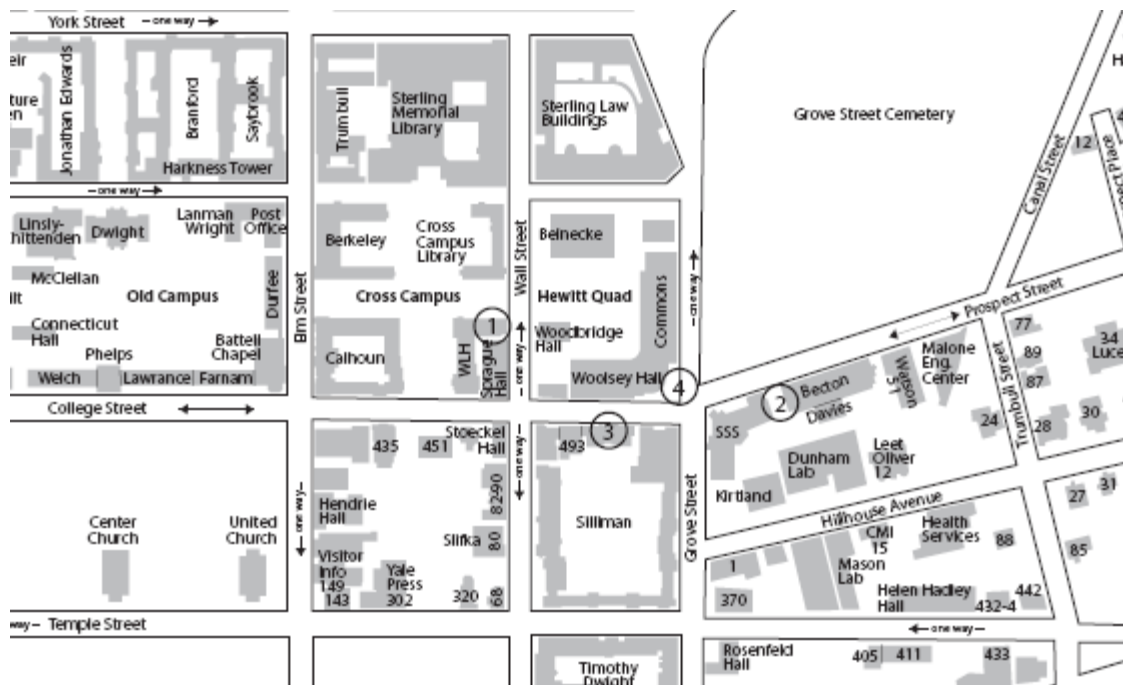 York Street
one way
eir
ture
en
Jonathan Edwards
Branford
Saybrook
Harkness Tower
Trumbull
Sterling
Memorial
Library
Sterling Law
Buildings
Grove Street Cemetery
12
Canal Street
one way
Linsly-
hittenden
Dwight
Lanman
Wright
Post
Office
McClellan
Old Campus
Durfee
Connecticut
Hall
Phelps
Battell
Chapel
Welch
Lawrance
Farnam
Elm Street
Berkeley
Cross
Campus
Library
Cross Campus
Calhoun
WLH
Sprague
Hall
1
Wall Street
one way
Beinecke
Hewitt Quad
Woodbridge
Hall
Commons
Woolsey Hall
4
one way
Prospect Street
College Street
435
451
Stoeckel
Hall
one way
3
493
SSS
2
Becton
Davies
Watson
51
Malone
Eng.
Center
Trumbull Street
77
89
87
34
Luce
24
28
30
Dunham
Lab
Leet
Oliver
12
Kirtland
Hillhouse Avenue
27
31
Center
Church
United
Church
one way
Hendrie
Hall
82-90
Slifka
80
Silliman
Grove Street
Visitor
Info
149
143
Yale
Press
302
320
68
1
370
Mason
Lab
CMI
15
Health
Services
88
85
Helen Hadley
Hall
432-4
442
way
Temple Street
one way
Timothy
Dwight
Rosenfeld
Hall
405
411
433